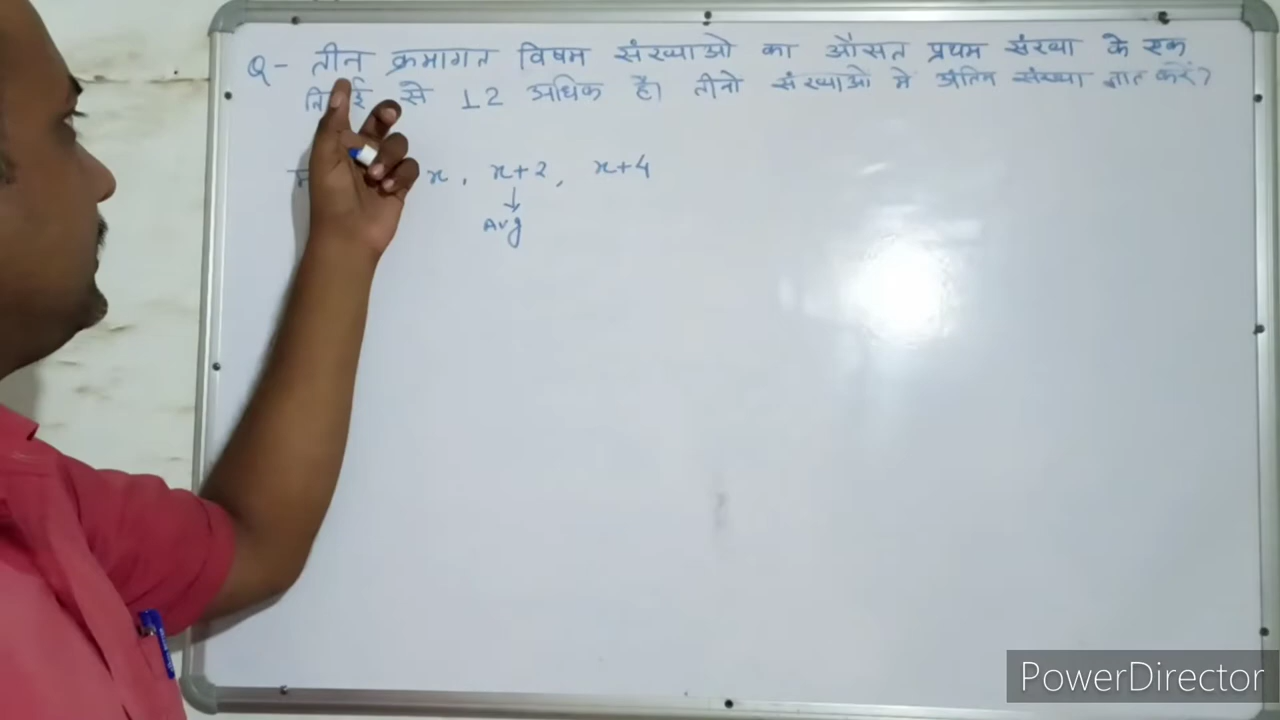 Q- तीन क्रमागत विषम संख्याओ का औसत प्रथम संख्या के एक
से 12 अधिक है। तीनो संख्याओ मे अंतिम संख्या ज्ञात करें?
x, x+2, x+4
↓
Avg
PowerDirector